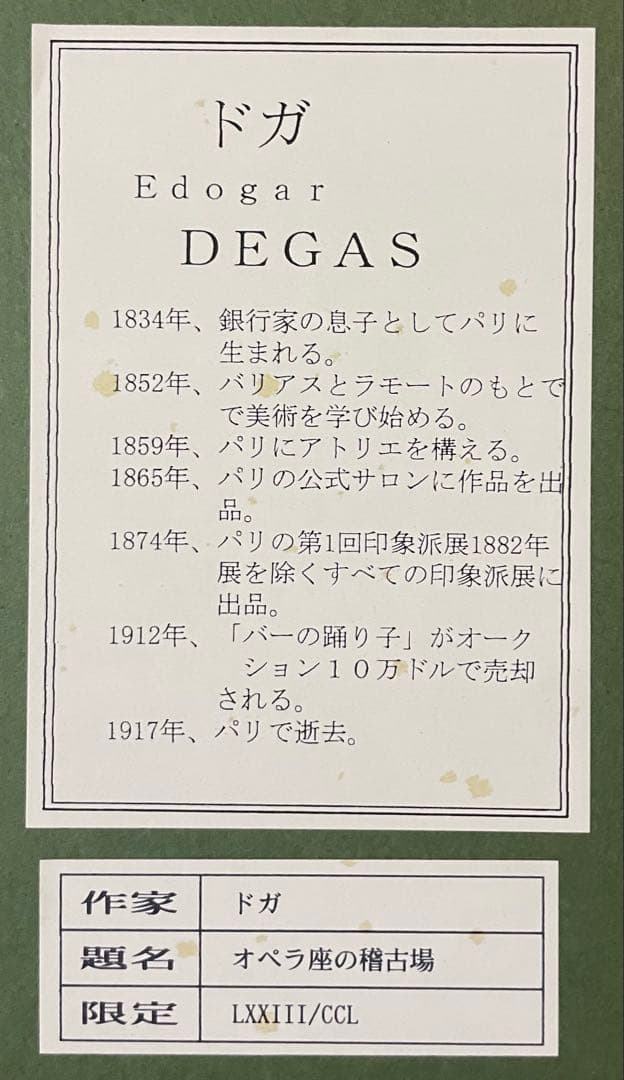 ドガ
Edogar
DEGAS
1834年、銀行家の息子としてパリに
生まれる。
1852年、バリアスとラモートのもとで
で美術を学び始める。
1859年、パリにアトリエを構える。
1865年、パリの公式サロンに作品を出
品。
1874年、パリの第1回印象派展1882年
展を除くすべての印象派展に
出品。
1912年、「バーの踊り子」がオーク
ション１０万ドルで売却
される。
1917年、パリで逝去。
作家 ドガ
題名 オペラ座の稽古場
限定 LXXIII/CCL